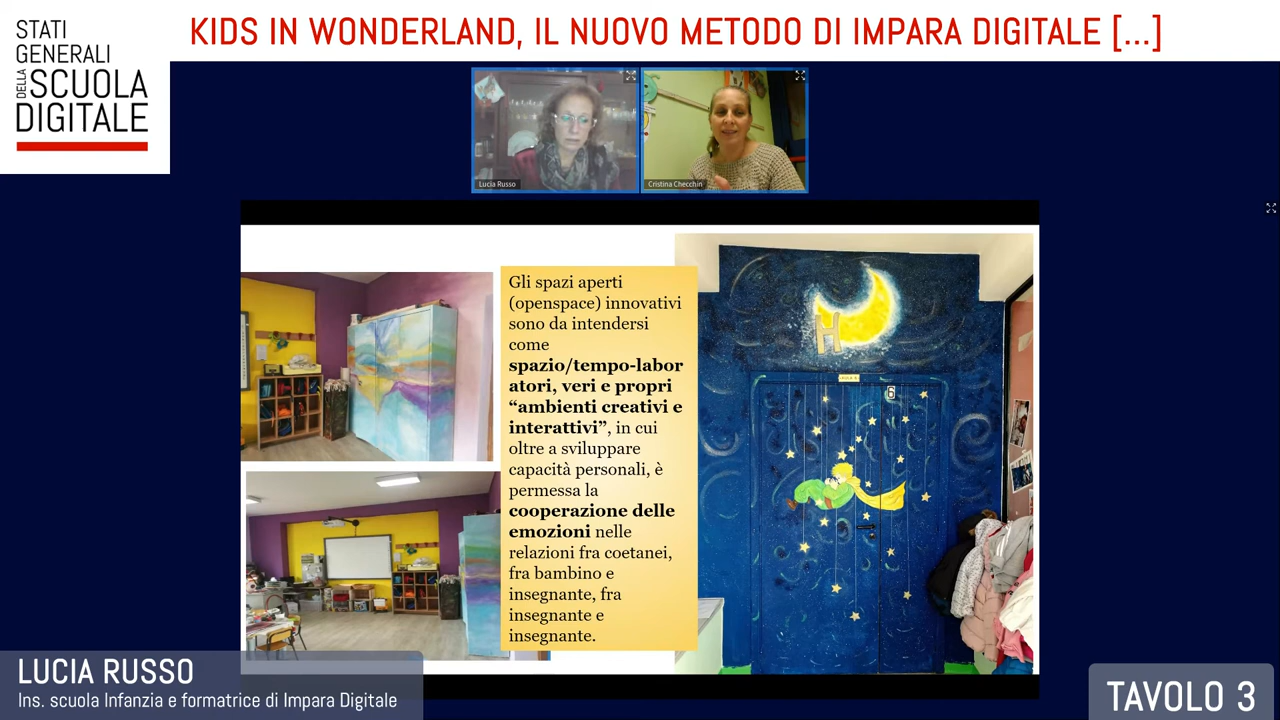 STATI
GENERALI
DELLA SCUOLA
DIGITALE
KIDS IN WONDERLAND, IL NUOVO METODO DI IMPARA DIGITALE [...]
Lucia Russo
Cristina Checchin
Gli spazi aperti
(openspace) innovativi
sono da intendersi
come
spazio/tempo-labor
atori, veri e propri
“ambienti creativi e
interattivi”, in cui
oltre a sviluppare
capacità personali, è
permessa la
cooperazione delle
emozioni nelle
relazioni fra coetanei,
fra bambino e
insegnante, fra
insegnante e
insegnante.
H
6
LUCIA RUSSO
Ins. scuola Infanzia e formatrice di Impara Digitale
TAVOLO 3